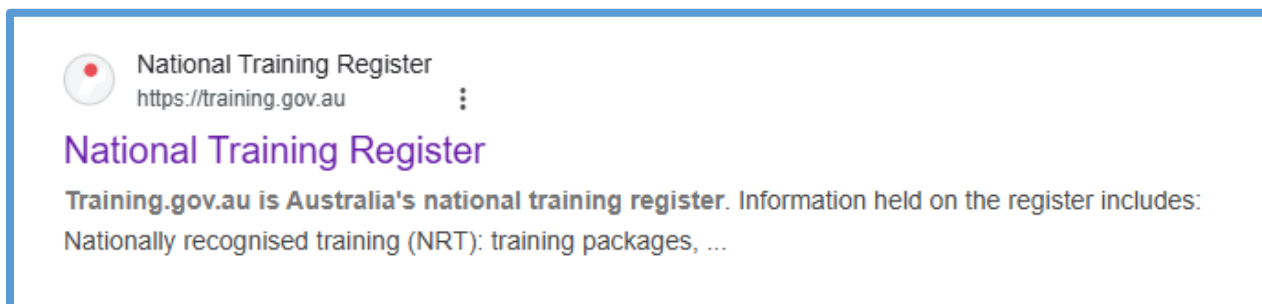 National Training Register
https://training.gov.au
National Training Register
Training.gov.au is Australia's national training register. Information held on the register includes:
Nationally recognised training (NRT): training packages, ...